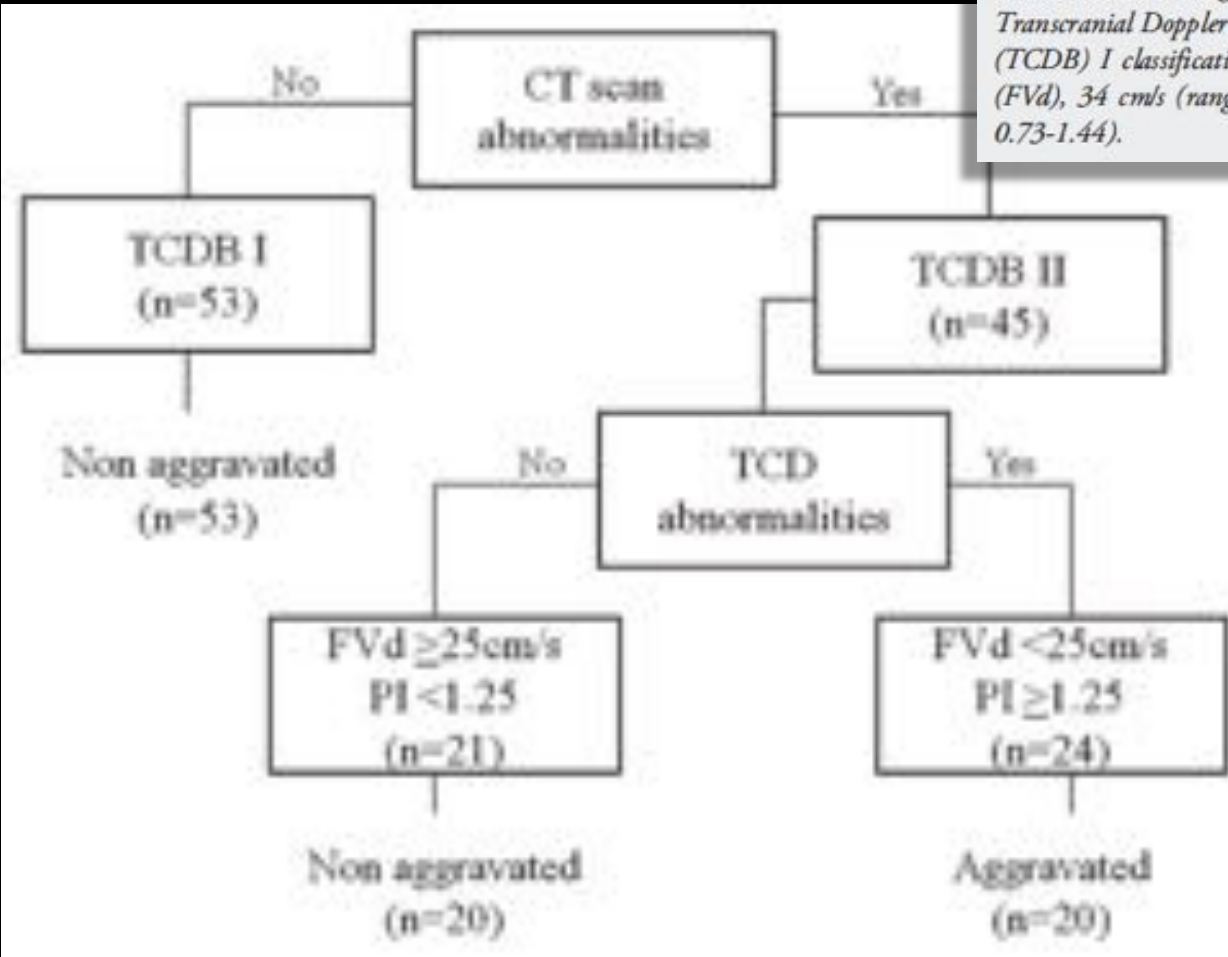 Transcranial Doppler
(TCDB) I
(FVd), 34 cm/s
0.73-1.44).
No
CT scan
abnormalities
Yes
TCDB I
(n=53)
TCDB II
(n=45)
Non aggravated
(n=53)
No
TCD
abnormalities
Yes
FVd ≥25cm/s
PI <1.25
(n=21)
FVd <25cm/s
PI ≥1.25
(n=24)
Non aggravated
(n=20)
Aggravated
(n=20)